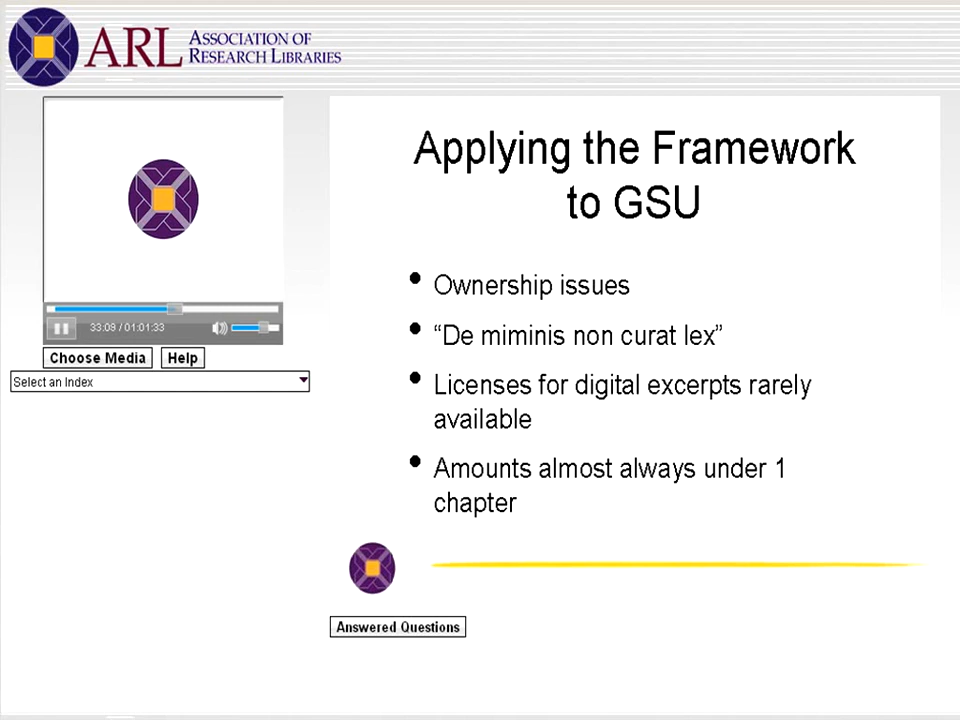 ARL ASSOCIATION OF
RESEARCH LIBRARIES
33:09 / 01:01:33
Choose Media Help
Select an Index
Applying the Framework
to GSU
• Ownership issues
• “De miminis non curat lex”
• Licenses for digital excerpts rarely
available
• Amounts almost always under 1
chapter
Answered Questions